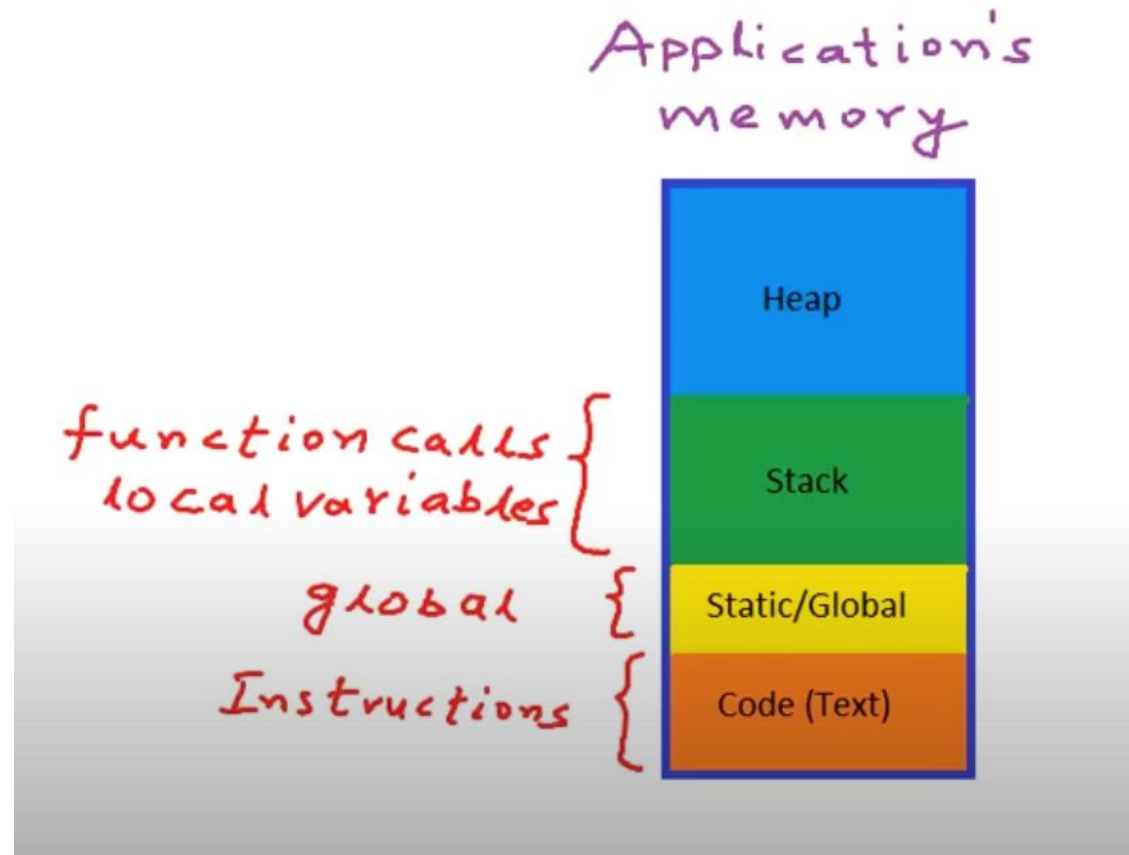 Application's
memory
Heap
function calls
local variables
Stack
global
Static/Global
Instructions
Code (Text)